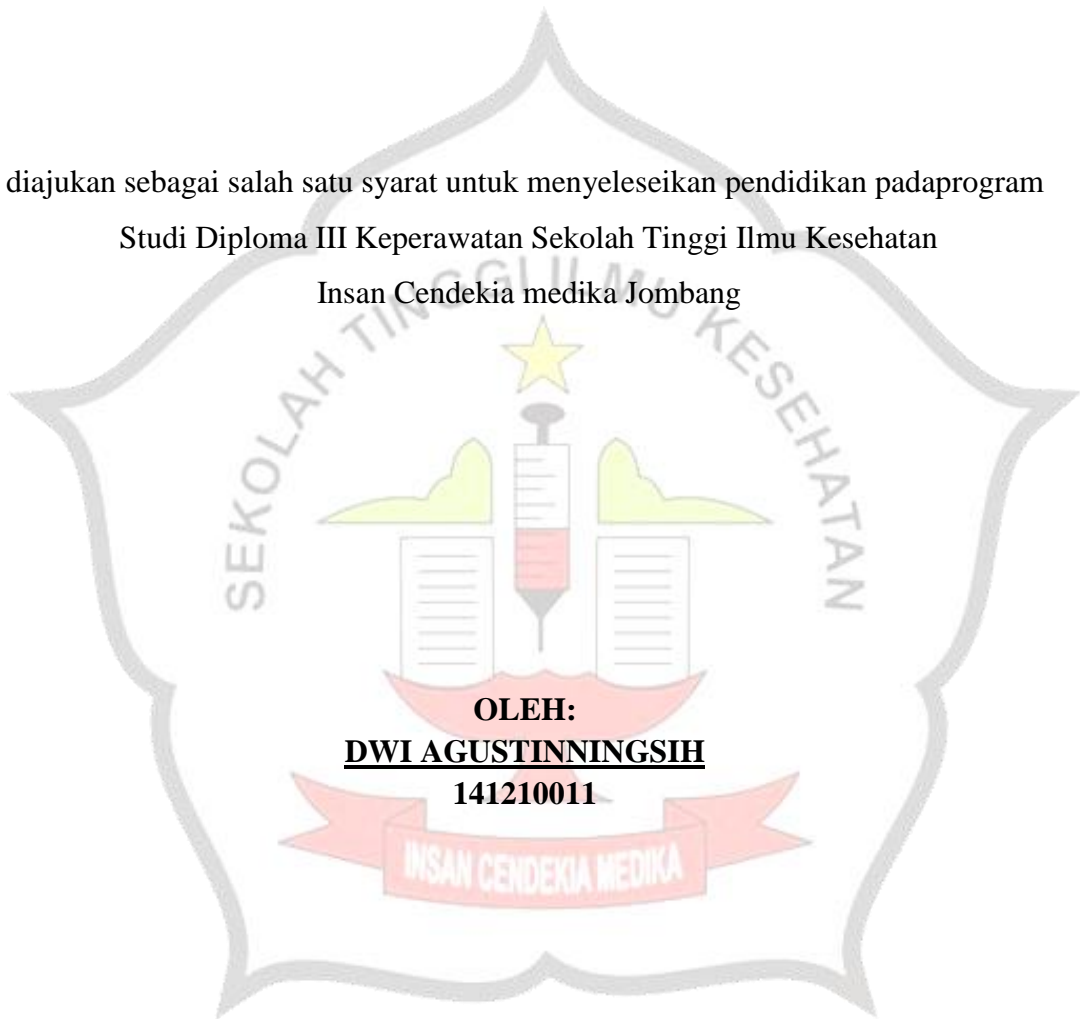 diajukan sebagai salah satu syarat untuk menyeleseikan pendidikan padaprogram
Studi Diploma III Keperawatan Sekolah Tinggi Ilmu Kesehatan
Insan Cendekia medika Jombang
SEKOLAH TINGGI ILMU KESEHATAN
OLEH:
DWI AGUSTINNINGSIH
141210011
INSAN CENDEKIA MEDIKA